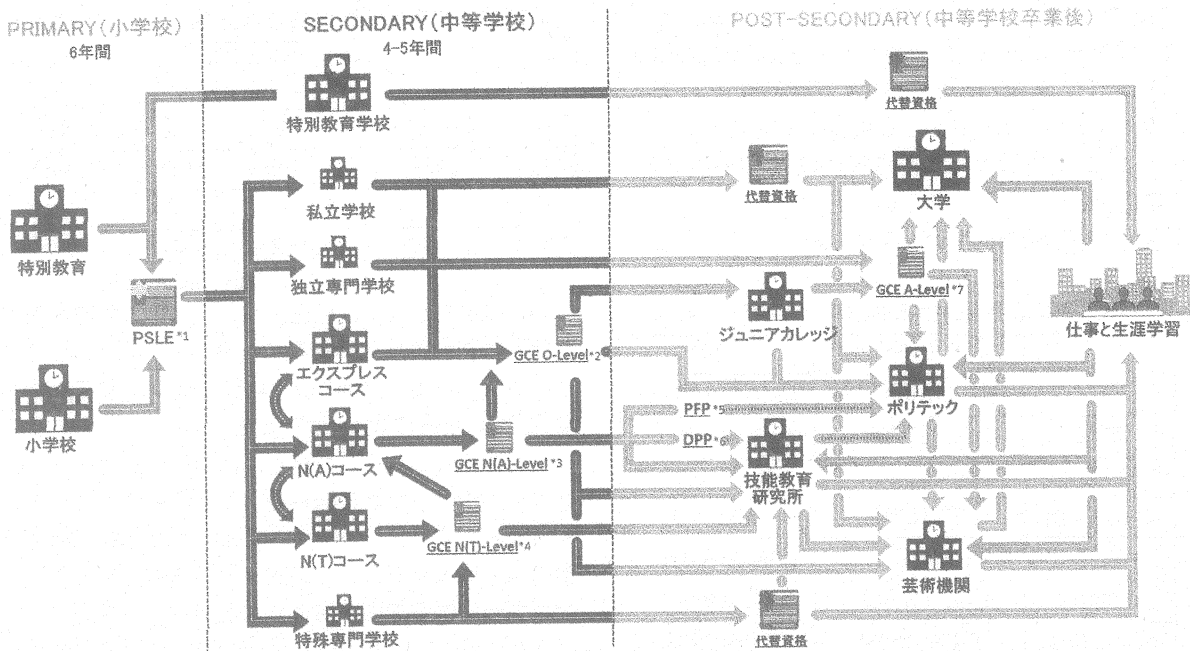 PRIMARY(小学校)
6年間
SECONDARY(中等学校)
4-5年間
POST-SECONDARY(中等学校卒業後)
特別教育学校
代替資格
私立学校
代替資格
大学
特別教育
独立専門学校
GCE A-Level*7
PSLE*1
ジュニアカレッジ
仕事と生涯学習
エクスプレス
コース
GCE O-Level*2
小学校
ポリテック
PFP*5
N(A)コース
GCE N(A)-Level*3
DPP*6
技能教育
研究所
N(T)コース
GCE N(T)-Level*4
芸術機関
特殊専門学校
代替資格